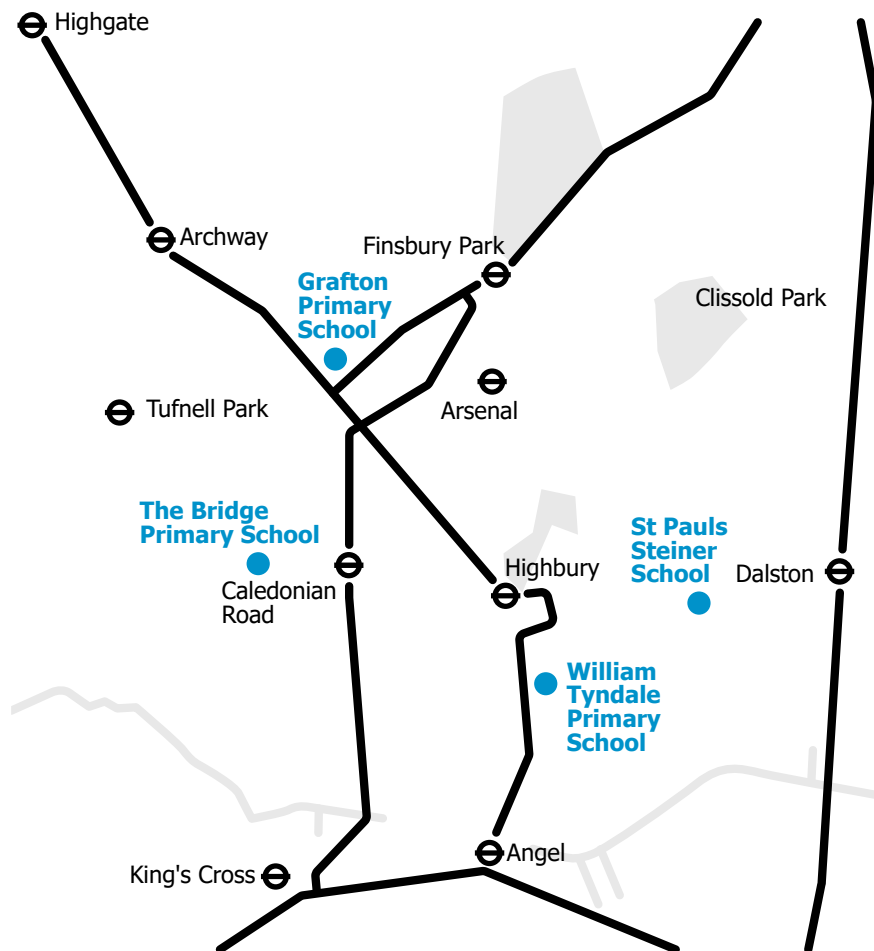 Highgate
Archway
Finsbury Park
Grafton
Primary
School
Clissold Park
Tufnell Park
Arsenal
The Bridge
Primary School
St Pauls
Steiner
School
Highbury
Dalston
Caledonian
Road
William
Tyndale
Primary
School
Angel
King's Cross